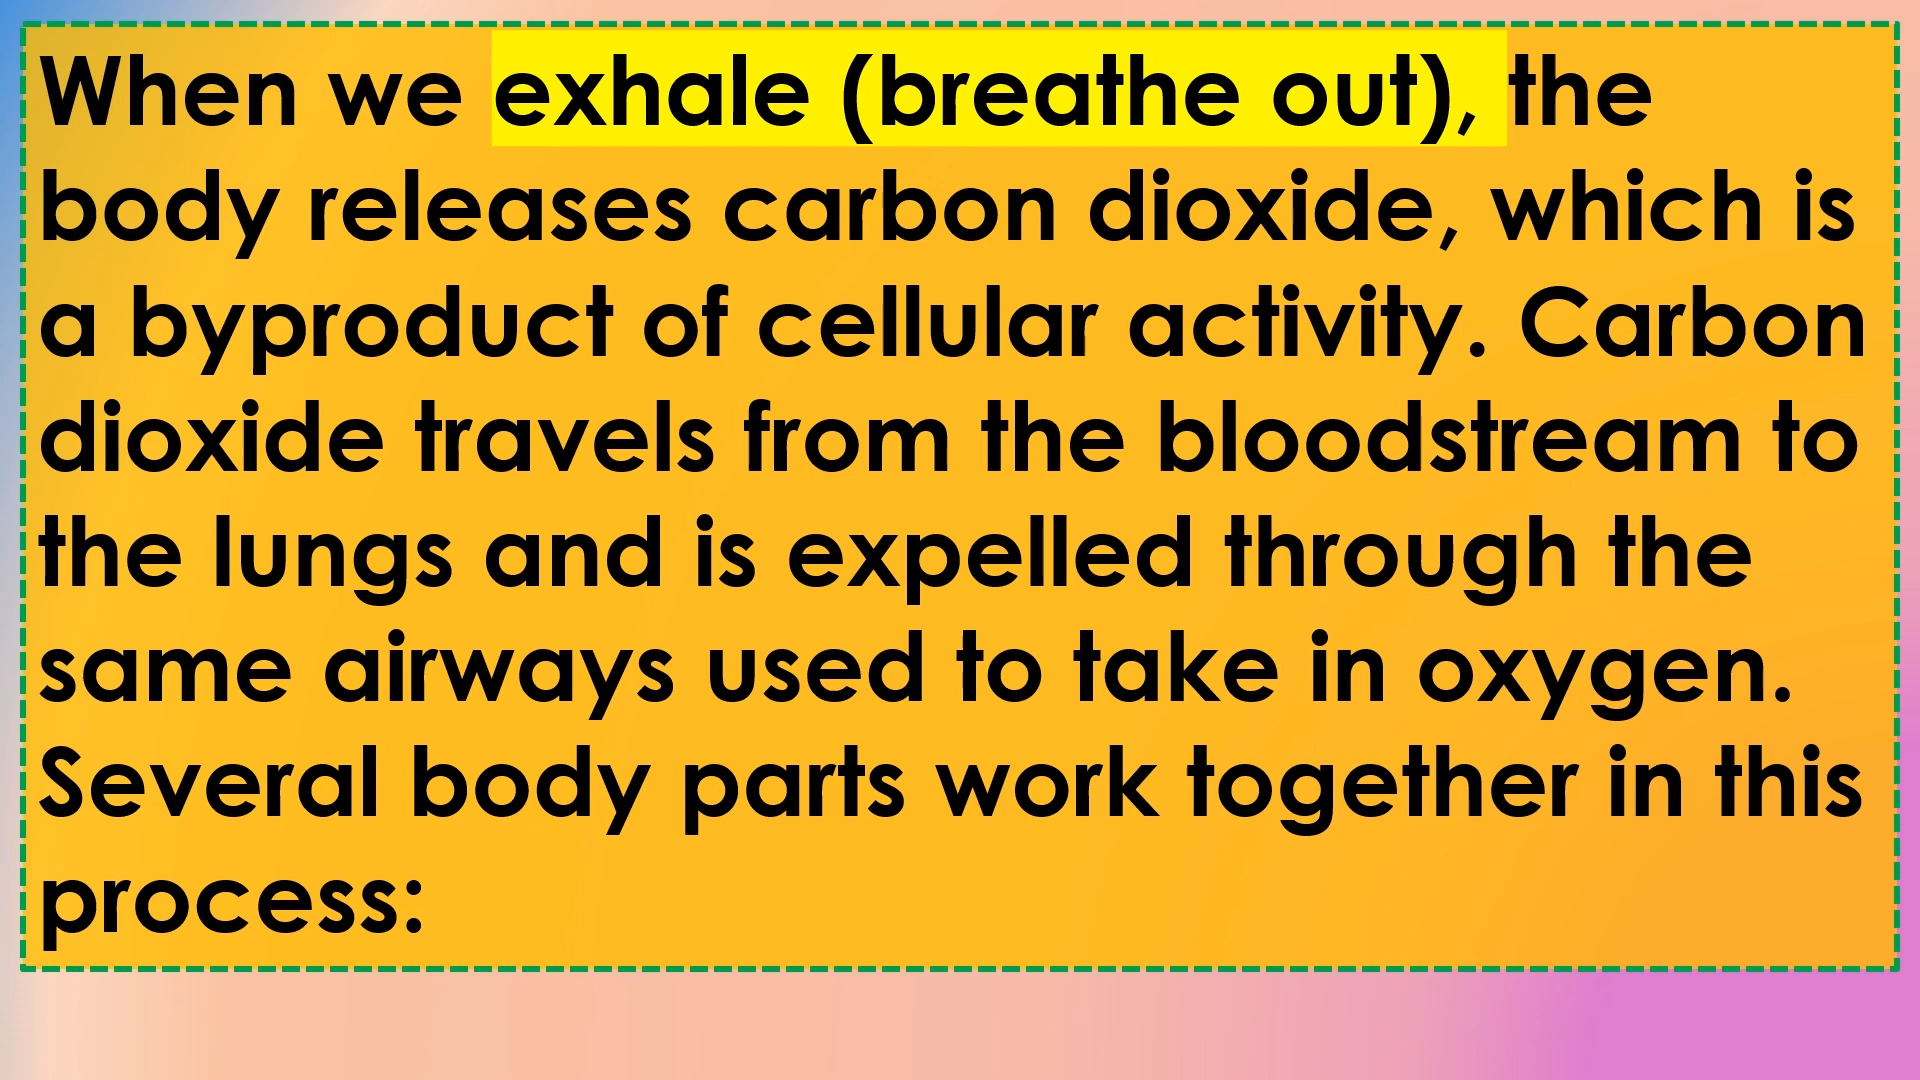 When we exhale (breathe out), the
body releases carbon dioxide, which is
a byproduct of cellular activity. Carbon
dioxide travels from the bloodstream to
the lungs and is expelled through the
same airways used to take in oxygen.
Several body parts work together in this
process: